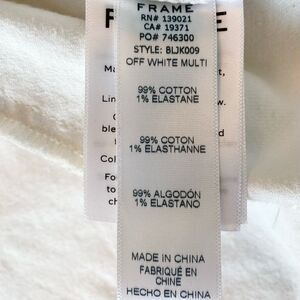 FRAME
RN# 139021
CA# 19371
PO# 746300
STYLE: BLJK009
OFF WHITE MULTI
99% COTTON
1% ELASTANE
99% COTON
1% ELASTHANNE
99% ALGODÓN
1% ELASTANO
MADE IN CHINA
FABRIQUÉ EN
CHINE
HECHO EN CHINA